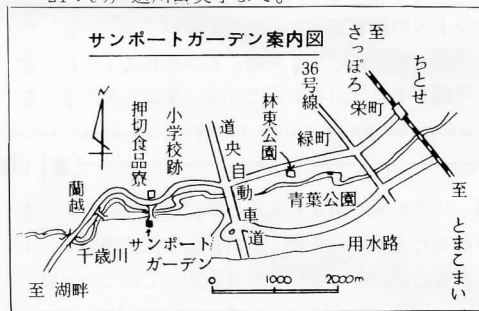 サンポートガーデン案内図
N
押切食品寮
小学校跡
道央自動車道
36号線
林東公園
緑町
至さっぽろ
栄町
ちとせ
蘭越
青葉公園
至とまこまい
千歳川
サンポート
ガーデン
用水路
至 湖畔
0 1000 2000m